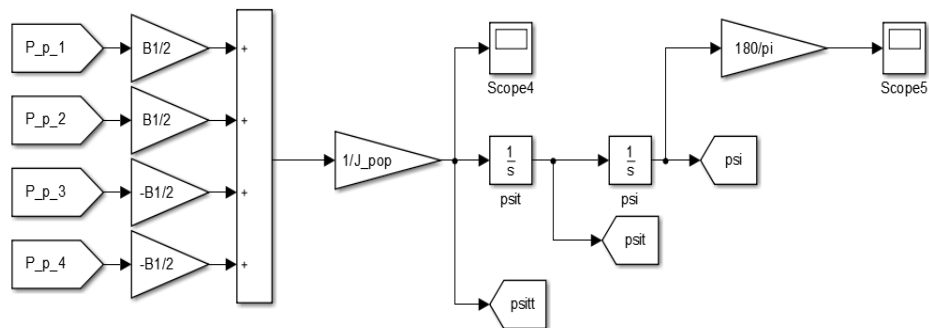 P_p_1
B1/2
+
P_p_2
B1/2
+
P_p_3
-B1/2
+
P_p_4
-B1/2
+
1/J_pop
Scope4
1
s
psit
1
s
psi
180/pi
Scope5
psi
psit
psitt